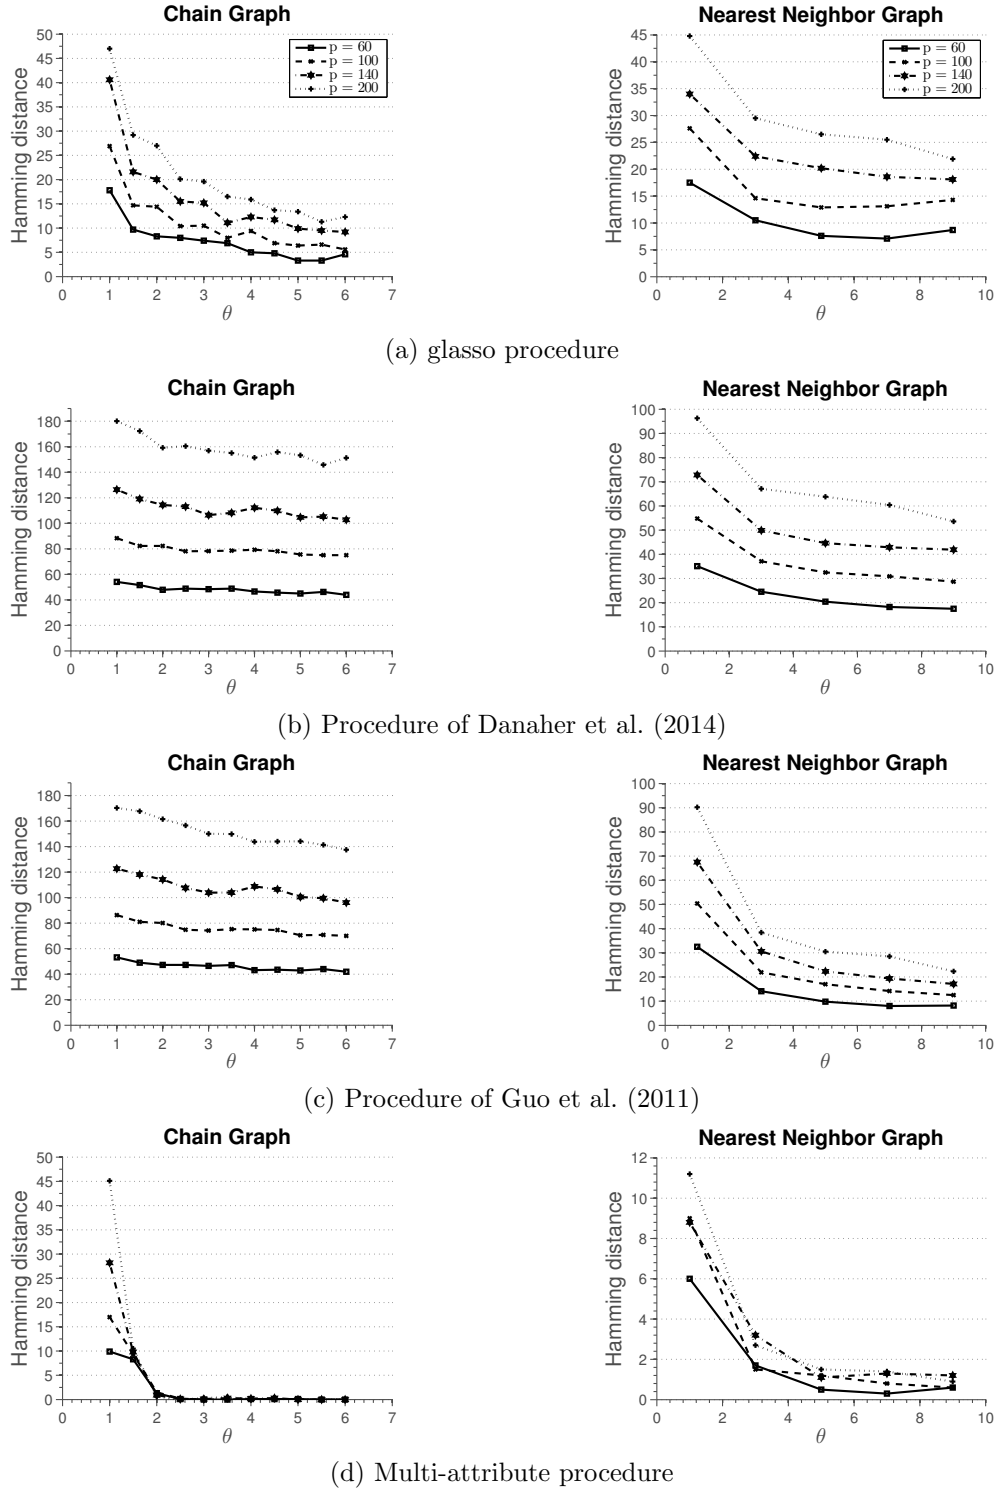 Chain Graph
Hamming distance
50
45
40
35
30
25
20
15
10
5
0
0 1 2 3 4 5 6 7
θ
p = 60
p = 100
p = 140
p = 200
Nearest Neighbor Graph
Hamming distance
45
40
35
30
25
20
15
10
5
0
0 2 4 6 8 10
θ
p = 60
p = 100
p = 140
p = 200
(a) glasso procedure
Chain Graph
Hamming distance
180
160
140
120
100
80
60
40
20
0
0 1 2 3 4 5 6 7
θ
Nearest Neighbor Graph
Hamming distance
100
90
80
70
60
50
40
30
20
10
0
0 2 4 6 8 10
θ
(b) Procedure of Danaher et al. (2014)
Chain Graph
Hamming distance
180
160
140
120
100
80
60
40
20
0
0 1 2 3 4 5 6 7
θ
Nearest Neighbor Graph
Hamming distance
100
90
80
70
60
50
40
30
20
10
0
0 2 4 6 8 10
θ
(c) Procedure of Guo et al. (2011)
Chain Graph
Hamming distance
50
45
40
35
30
25
20
15
10
5
0
0 1 2 3 4 5 6 7
θ
Nearest Neighbor Graph
Hamming distance
12
10
8
6
4
2
0
0 2 4 6 8 10
θ
(d) Multi-attribute procedure